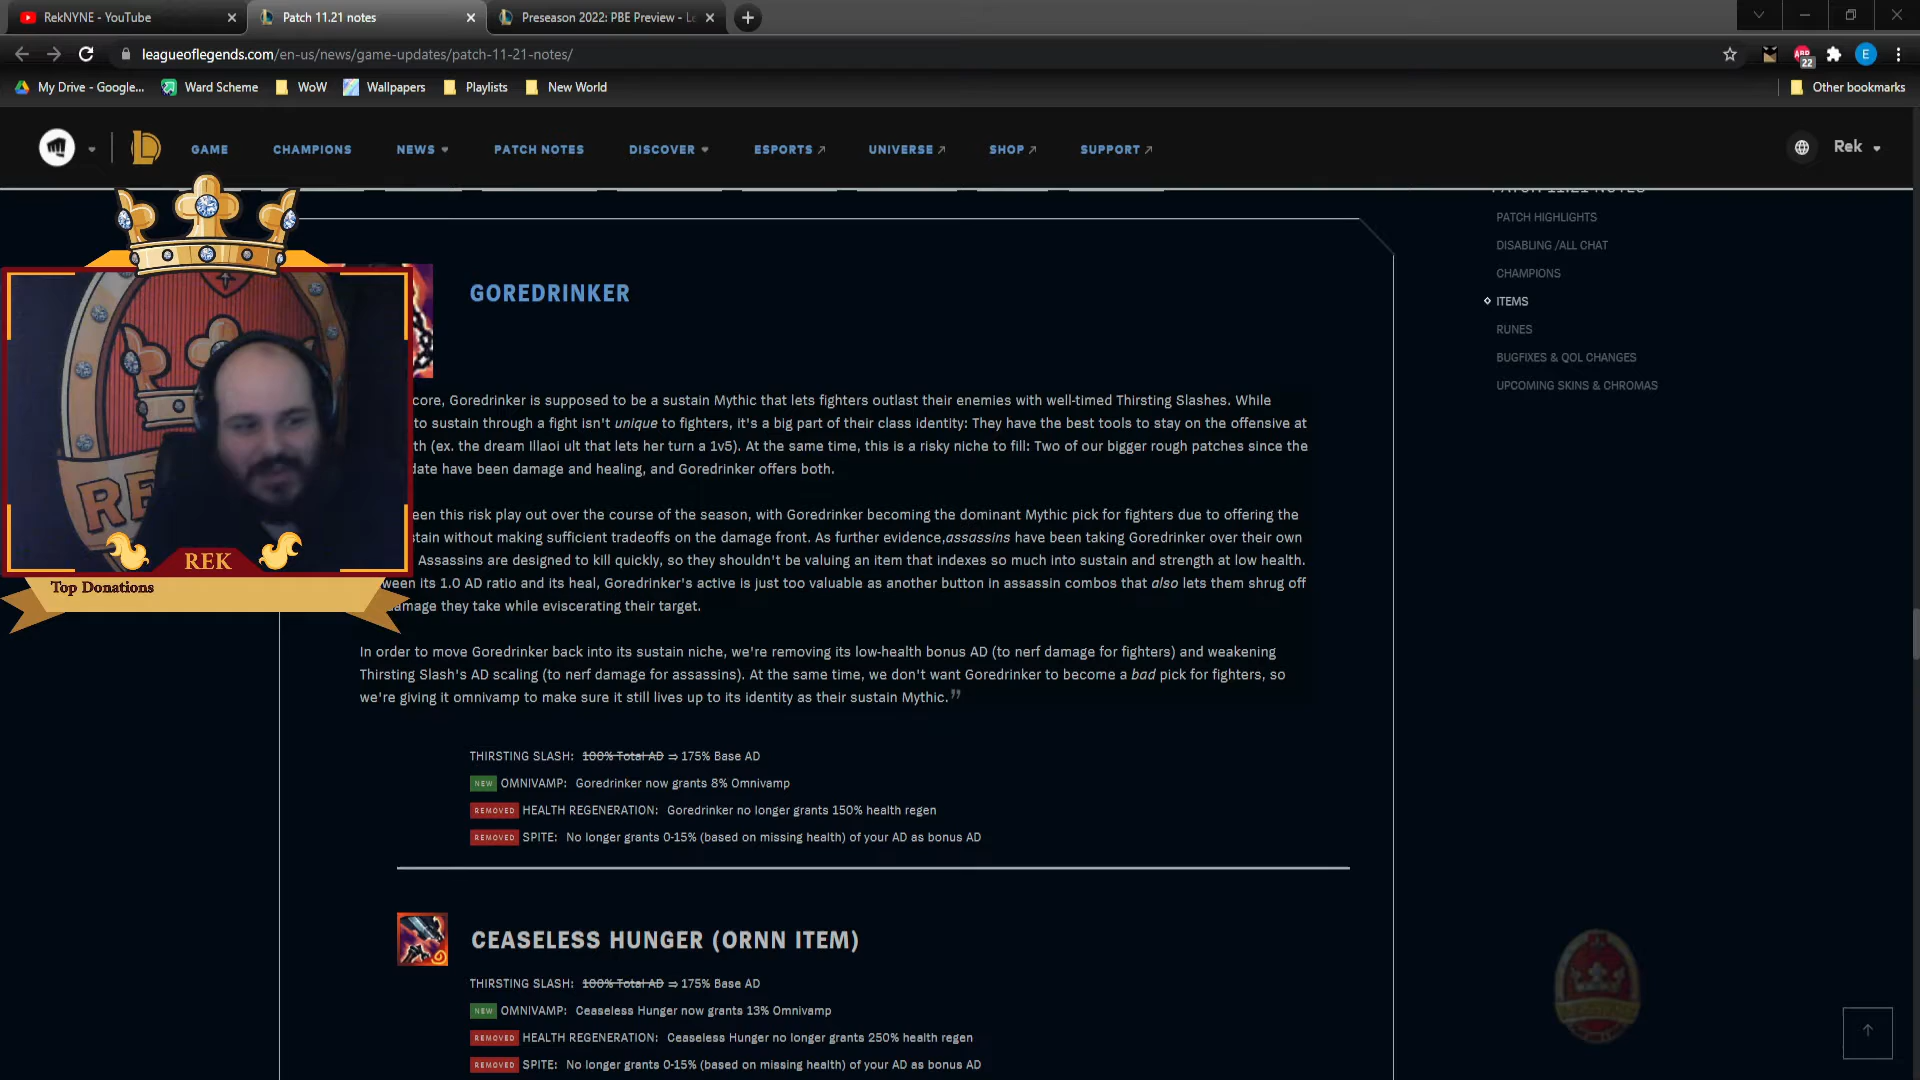 RekNYNE - YouTube
Patch 11.21 notes
Preseason 2022: PBE Preview - Le
leagueoflegends.com/en-us/news/game-updates/patch-11-21-notes/
22
E
My Drive - Google...
Ward Scheme
WoW
Wallpapers
Playlists
New World
Other bookmarks
GAME
CHAMPIONS
NEWS
PATCH NOTES
DISCOVER
ESPORTS
UNIVERSE
SHOP
SUPPORT
Rek
PATCH 11.21 NOTES
PATCH HIGHLIGHTS
DISABLING /ALL CHAT
CHAMPIONS
ITEMS
RUNES
BUGFIXES & QOL CHANGES
UPCOMING SKINS & CHROMAS
GOREDRINKER
core, Goredrinker is supposed to be a sustain Mythic that lets fighters outlast their enemies with well-timed Thirsting Slashes. While
to sustain through a fight isn't unique to fighters, it's a big part of their class identity: They have the best tools to stay on the offensive at
th (ex. the dream Illaoi ult that lets her turn a 1v5). At the same time, this is a risky niche to fill: Two of our bigger rough patches since the
date have been damage and healing, and Goredrinker offers both.
een this risk play out over the course of the season, with Goredrinker becoming the dominant Mythic pick for fighters due to offering the
tain without making sufficient tradeoffs on the damage front. As further evidence,assassins have been taking Goredrinker over their own
Assassins are designed to kill quickly, so they shouldn't be valuing an item that indexes so much into sustain and strength at low health.
ween its 1.0 AD ratio and its heal, Goredrinker's active is just too valuable as another button in assassin combos that also lets them shrug off
amage they take while eviscerating their target.
In order to move Goredrinker back into its sustain niche, we're removing its low-health bonus AD (to nerf damage for fighters) and weakening
Thirsting Slash's AD scaling (to nerf damage for assassins). At the same time, we don't want Goredrinker to become a bad pick for fighters, so
we're giving it omnivamp to make sure it still lives up to its identity as their sustain Mythic.”
THIRSTING SLASH: 100% Total AD ⇒ 175% Base AD
NEW OMNIVAMP: Goredrinker now grants 8% Omnivamp
REMOVED HEALTH REGENERATION: Goredrinker no longer grants 150% health regen
REMOVED SPITE: No longer grants 0-15% (based on missing health) of your AD as bonus AD
CEASELESS HUNGER (ORNN ITEM)
THIRSTING SLASH: 100% Total AD ⇒ 175% Base AD
NEW OMNIVAMP: Ceaseless Hunger now grants 13% Omnivamp
REMOVED HEALTH REGENERATION: Ceaseless Hunger no longer grants 250% health regen
REMOVED SPITE: No longer grants 0-15% (based on missing health) of your AD as bonus AD
RE
REK
Top Donations